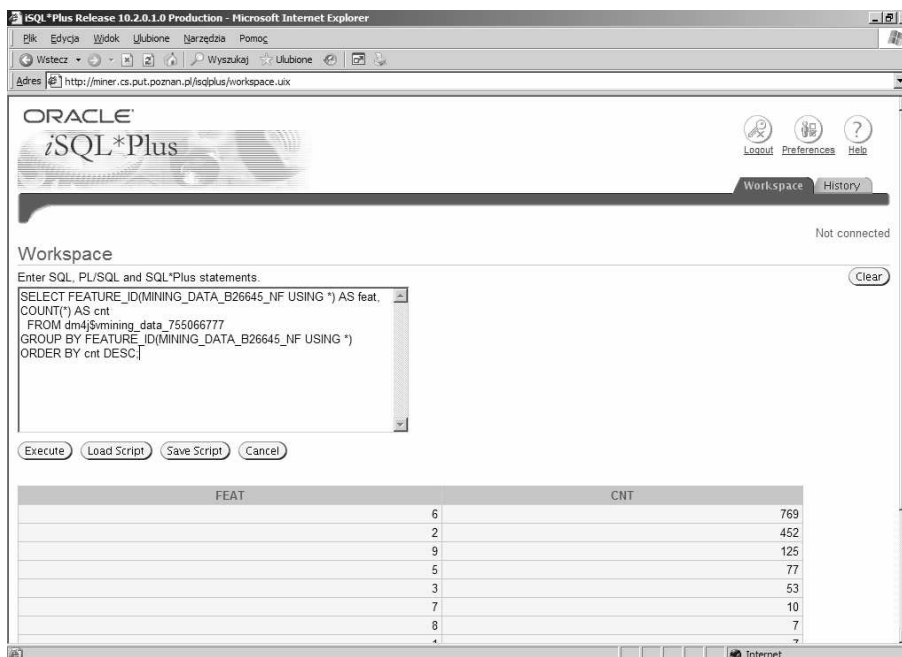 iSQL*Plus Release 10.2.0.1.0 Production - Microsoft Internet Explorer
Plik Edycja Widok Ulubione Narzędzia Pomoc
Wstecz Wyszukaj Ulubione
Adres http://miner.cs.put.poznan.pl/isqlplus/workspace.uix
ORACLE
iSQL*Plus
Logout Preferences Help
Workspace History
Not connected
Workspace
Enter SQL, PL/SQL and SQL*Plus statements.
Clear
SELECT FEATURE_ID(MINING_DATA_B26645_NF USING *) AS feat,
COUNT(*) AS cnt
FROM dm4j$vmining_data_755066777
GROUP BY FEATURE_ID(MINING_DATA_B26645_NF USING *)
ORDER BY cnt DESC;
Execute Load Script Save Script Cancel
FEAT CNT
6 769
2 452
9 125
5 77
3 53
7 10
8 7
Internet